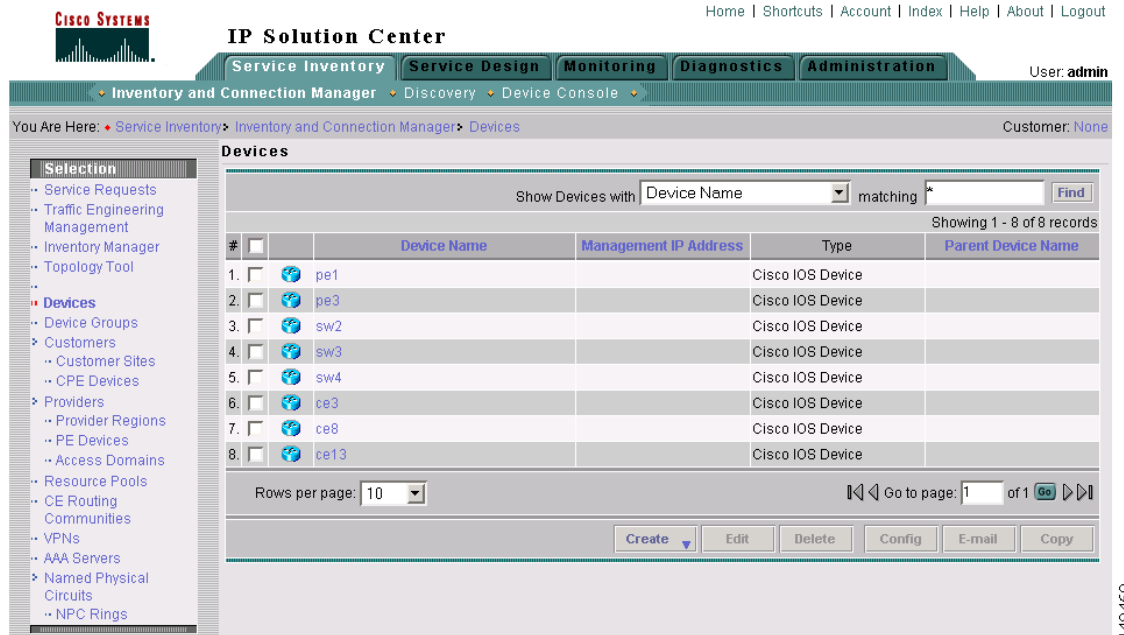 Home | Shortcuts | Account | Index | Help | About | Logout
CISCO SYSTEMS
IP Solution Center
Service Inventory Service Design Monitoring Diagnostics Administration
User: admin
Inventory and Connection Manager Discovery Device Console
You Are Here: Service Inventory Inventory and Connection Manager Devices
Customer: None
Selection
Service Requests
Traffic Engineering
Management
Inventory Manager
Topology Tool
Devices
Device Groups
Customers
Customer Sites
CPE Devices
Providers
Provider Regions
PE Devices
Access Domains
Resource Pools
CE Routing
Communities
VPNs
AAA Servers
Named Physical
Circuits
NPC Rings
Devices
Show Devices with Device Name matching * Find
Showing 1 - 8 of 8 records
# Device Name Management IP Address Type Parent Device Name
1. pe1 Cisco IOS Device
2. pe3 Cisco IOS Device
3. sw2 Cisco IOS Device
4. sw3 Cisco IOS Device
5. sw4 Cisco IOS Device
6. ce3 Cisco IOS Device
7. ce8 Cisco IOS Device
8. ce13 Cisco IOS Device
Rows per page: 10
Go to page: 1 of 1 Go
Create Edit Delete Config E-mail Copy